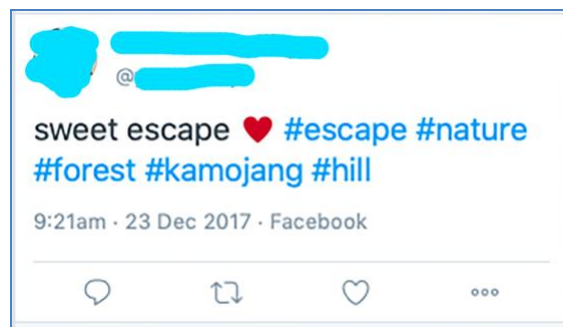 @
sweet escape ❤ #escape #nature
#forest #kamojang #hill
9:21am · 23 Dec 2017 · Facebook